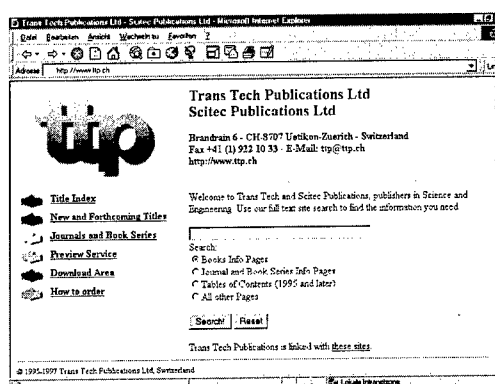 Trans Tech Publications Ltd - Scitec Publications Ltd - Microsoft Internet Explorer
Datei Bearbeiten Ansicht Wechseln zu Favoriten ?
Adresse http://www.ttp.ch
ttp
Trans Tech Publications Ltd
Scitec Publications Ltd
Brandrain 6 - CH-8707 Uetikon-Zuerich - Switzerland
Fax +41 (1) 922 10 33 - E-Mail: ttp@ttp.ch
http://www.ttp.ch
Title Index
New and Forthcoming Titles
Journals and Book Series
Preview Service
Download Area
How to order
Welcome to Trans Tech and Scitec Publications, publishers in Science and
Engineering. Use our full text site search to find the information you need
Search:
Books Info Pages
Journal and Book Series Info Pages
Tables of Contents (1995 and later)
All other Pages
Search! Reset
Trans Tech Publications is linked with these sites.
© 1995-1997 Trans Tech Publications Ltd, Switzerland